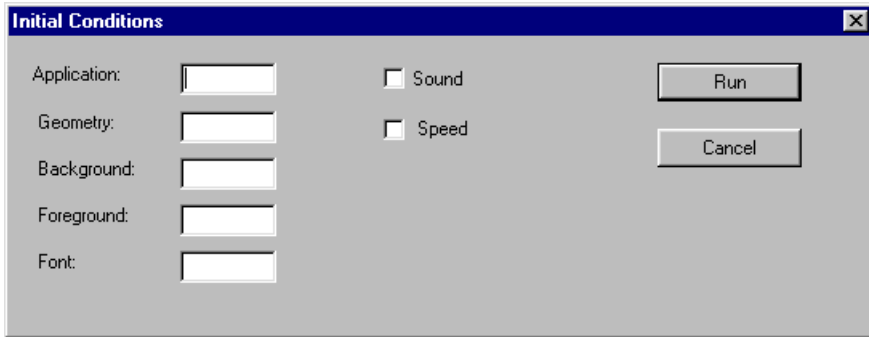 Initial Conditions
Application:
Sound
Run
Geometry:
Speed
Cancel
Background:
Foreground:
Font: